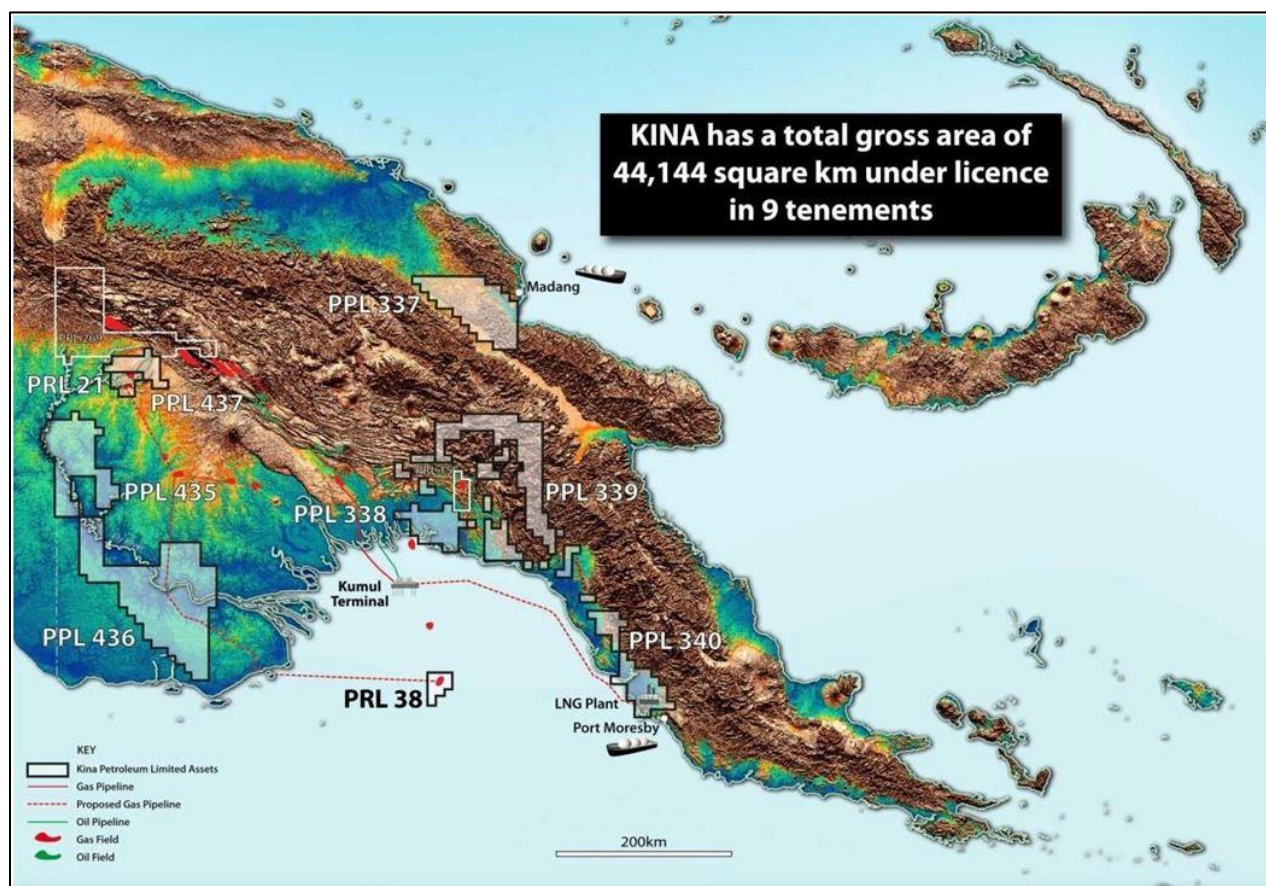 KINA has a total gross area of
44,144 square km under licence
in 9 tenements
Madang
PPL 337
PRL 21
PPL 437
PRL 15
PPL 435
PPL 338
PPL 339
Kumul
Terminal
PPL 436
PPL 340
PRL 38
LNG Plant
Port Moresby
KEY
Kina Petroleum Limited Assets
Gas Pipeline
Proposed Gas Pipeline
Oil Pipeline
Gas Field
Oil Field
200km